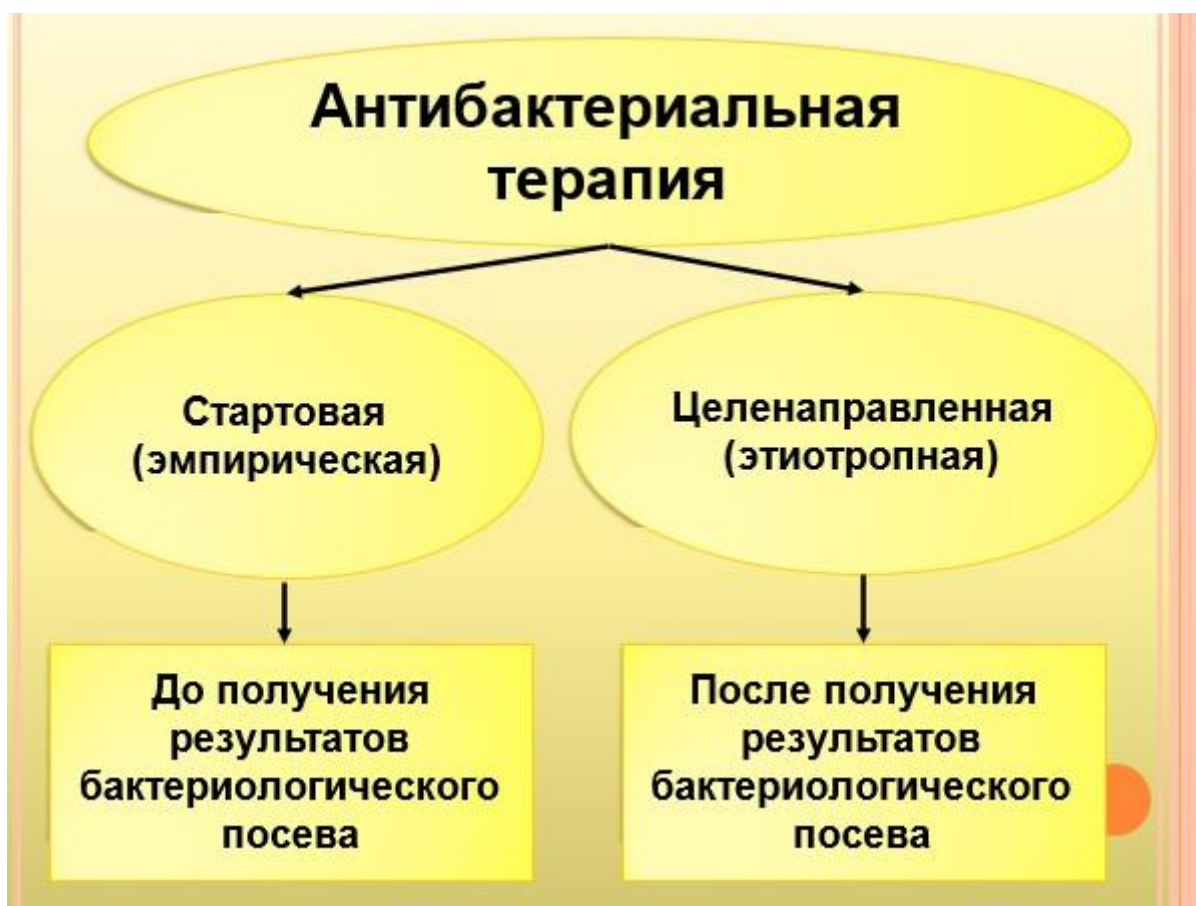 Антибактериальная
терапия
Стартовая
(эмпирическая)
Целенаправленная
(этиотропная)
До получения
результатов
бактериологического
посева
После получения
результатов
бактериологического
посева